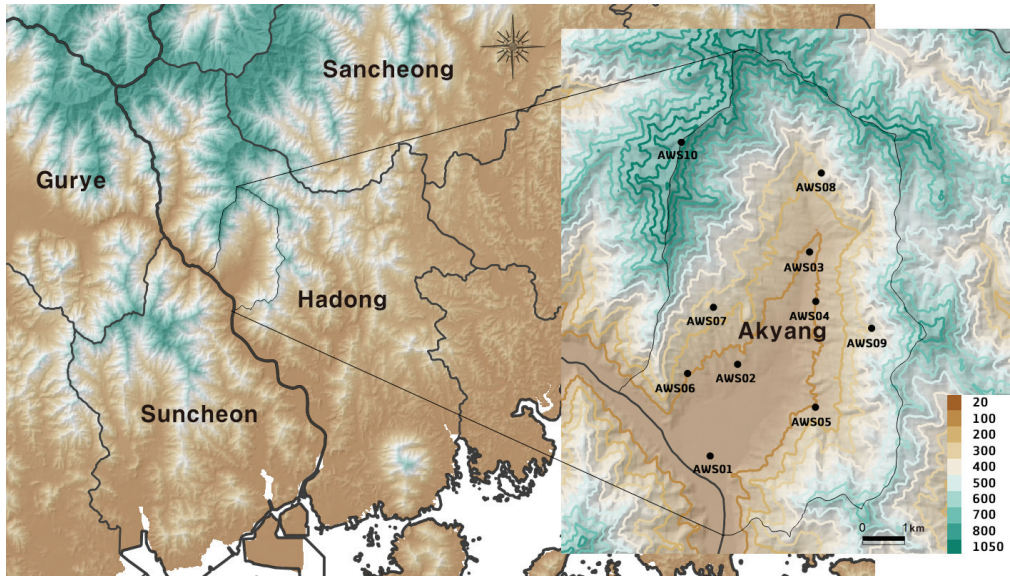 Sancheong
Gurye
Hadong
Suncheon
AWS10
AWS08
AWS03
AWS04
AWS07
Akyang
AWS09
AWS02
AWS06
AWS05
AWS01
0 1km
20
100
200
300
400
500
600
700
800
1050